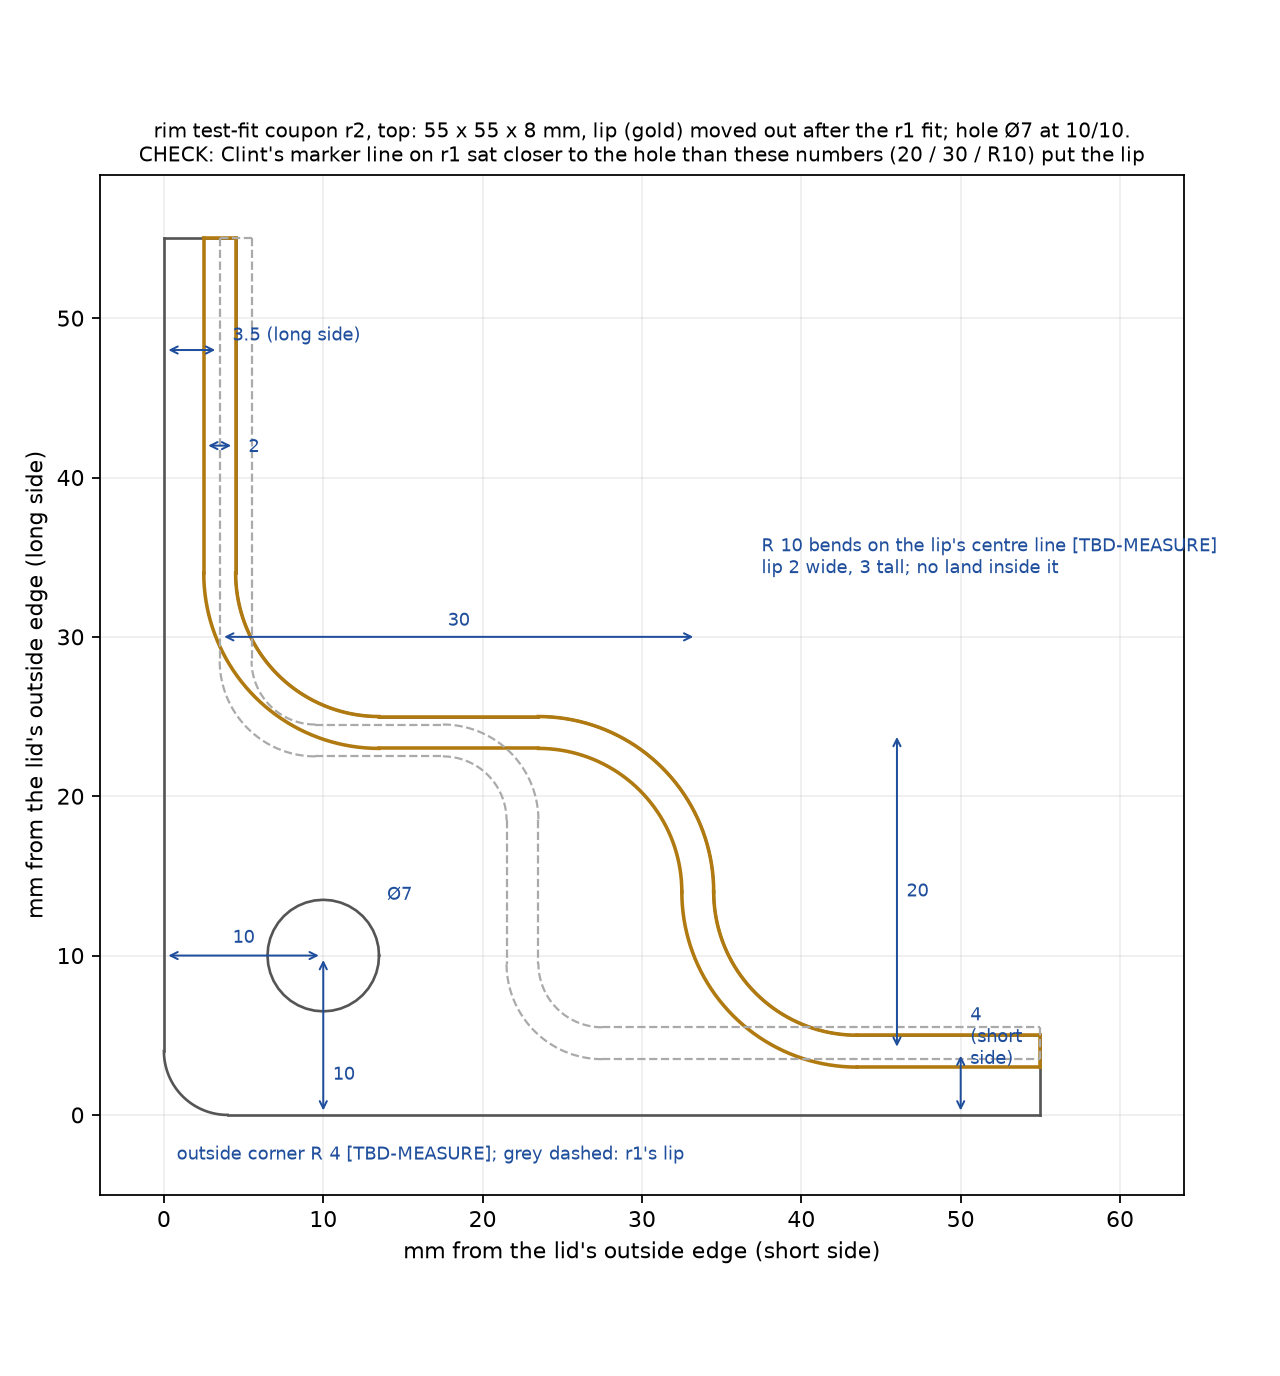 rim test-fit coupon r2, top: 55 x 55 x 8 mm, lip (gold) moved out after the r1 fit; hole Ø7 at 10/10.
CHECK: Clint's marker line on r1 sat closer to the hole than these numbers (20 / 30 / R10) put the lip
mm from the lid's outside edge (long side)
50
40
30
20
10
0
3.5 (long side)
2
R 10 bends on the lip's centre line [TBD-MEASURE]
lip 2 wide, 3 tall; no land inside it
30
20
Ø7
10
10
4
(short
side)
outside corner R 4 [TBD-MEASURE]; grey dashed: r1's lip
0
10
20
30
40
50
60
mm from the lid's outside edge (short side)